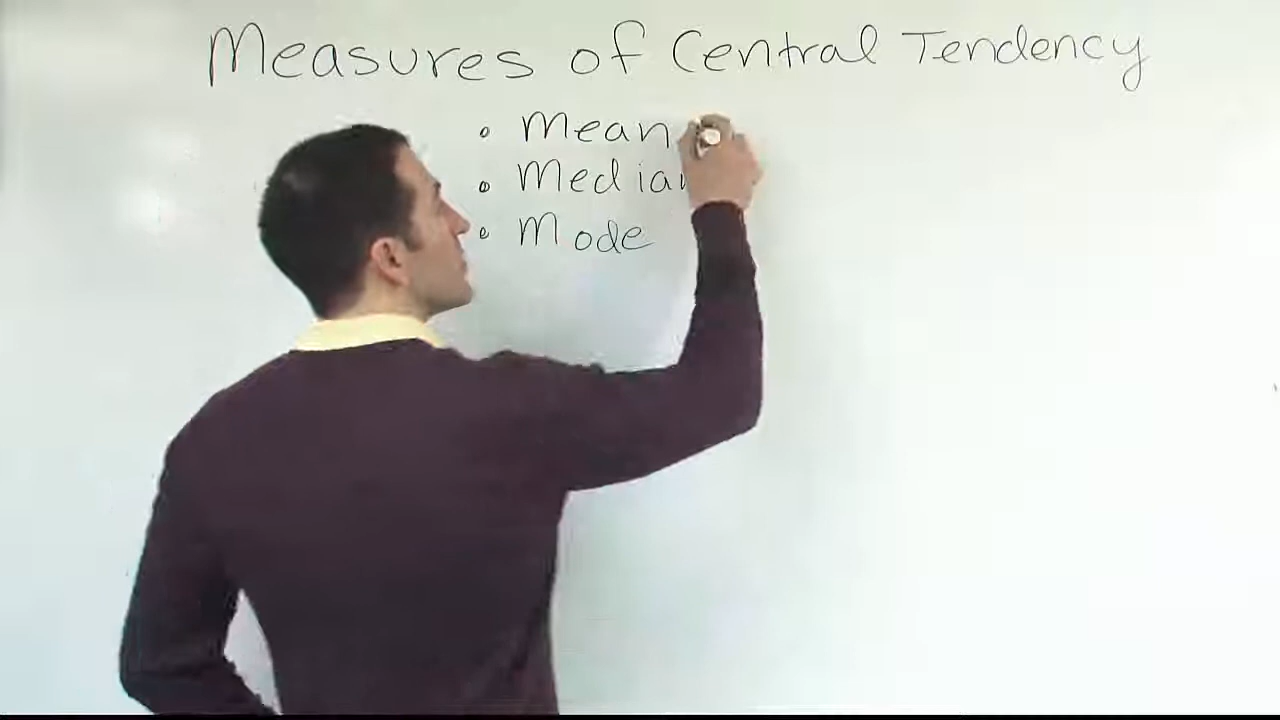 Measures of Central Tendency
• Mean
• Median
• Mode